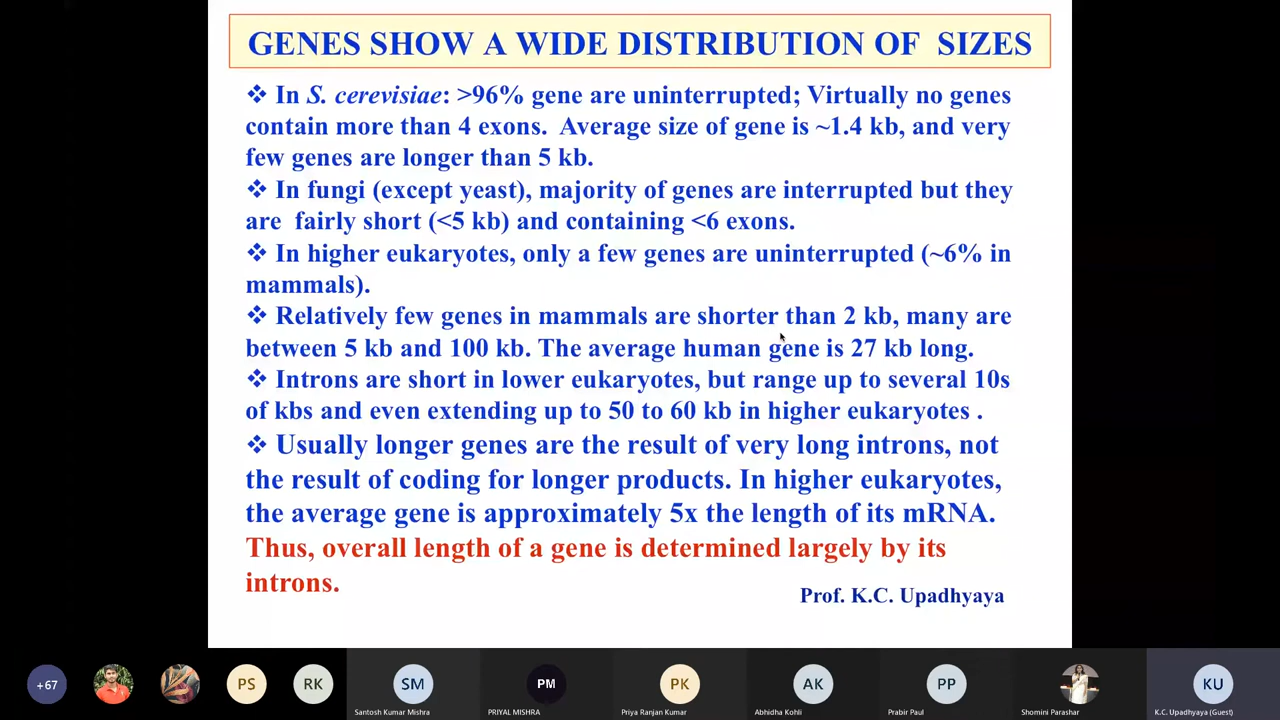 GENES SHOW A WIDE DISTRIBUTION OF SIZES
❖ In S. cerevisiae: >96% gene are uninterrupted; Virtually no genes
contain more than 4 exons. Average size of gene is ~1.4 kb, and very
few genes are longer than 5 kb.
❖ In fungi (except yeast), majority of genes are interrupted but they
are fairly short (<5 kb) and containing <6 exons.
❖ In higher eukaryotes, only a few genes are uninterrupted (~6% in
mammals).
❖ Relatively few genes in mammals are shorter than 2 kb, many are
between 5 kb and 100 kb. The average human gene is 27 kb long.
❖ Introns are short in lower eukaryotes, but range up to several 10s
of kbs and even extending up to 50 to 60 kb in higher eukaryotes .
❖ Usually longer genes are the result of very long introns, not
the result of coding for longer products. In higher eukaryotes,
the average gene is approximately 5x the length of its mRNA.
Thus, overall length of a gene is determined largely by its
introns.
Prof. K.C. Upadhyaya
+67
PS
RK
SM
Santosh Kumar Mishra
PM
PRIYAL MISHRA
PK
Priya Ranjan Kumar
AK
Abhidha Kohli
PP
Prabir Paul
Shomini Parashar
KU
K.C. Upadhyaya (Guest)